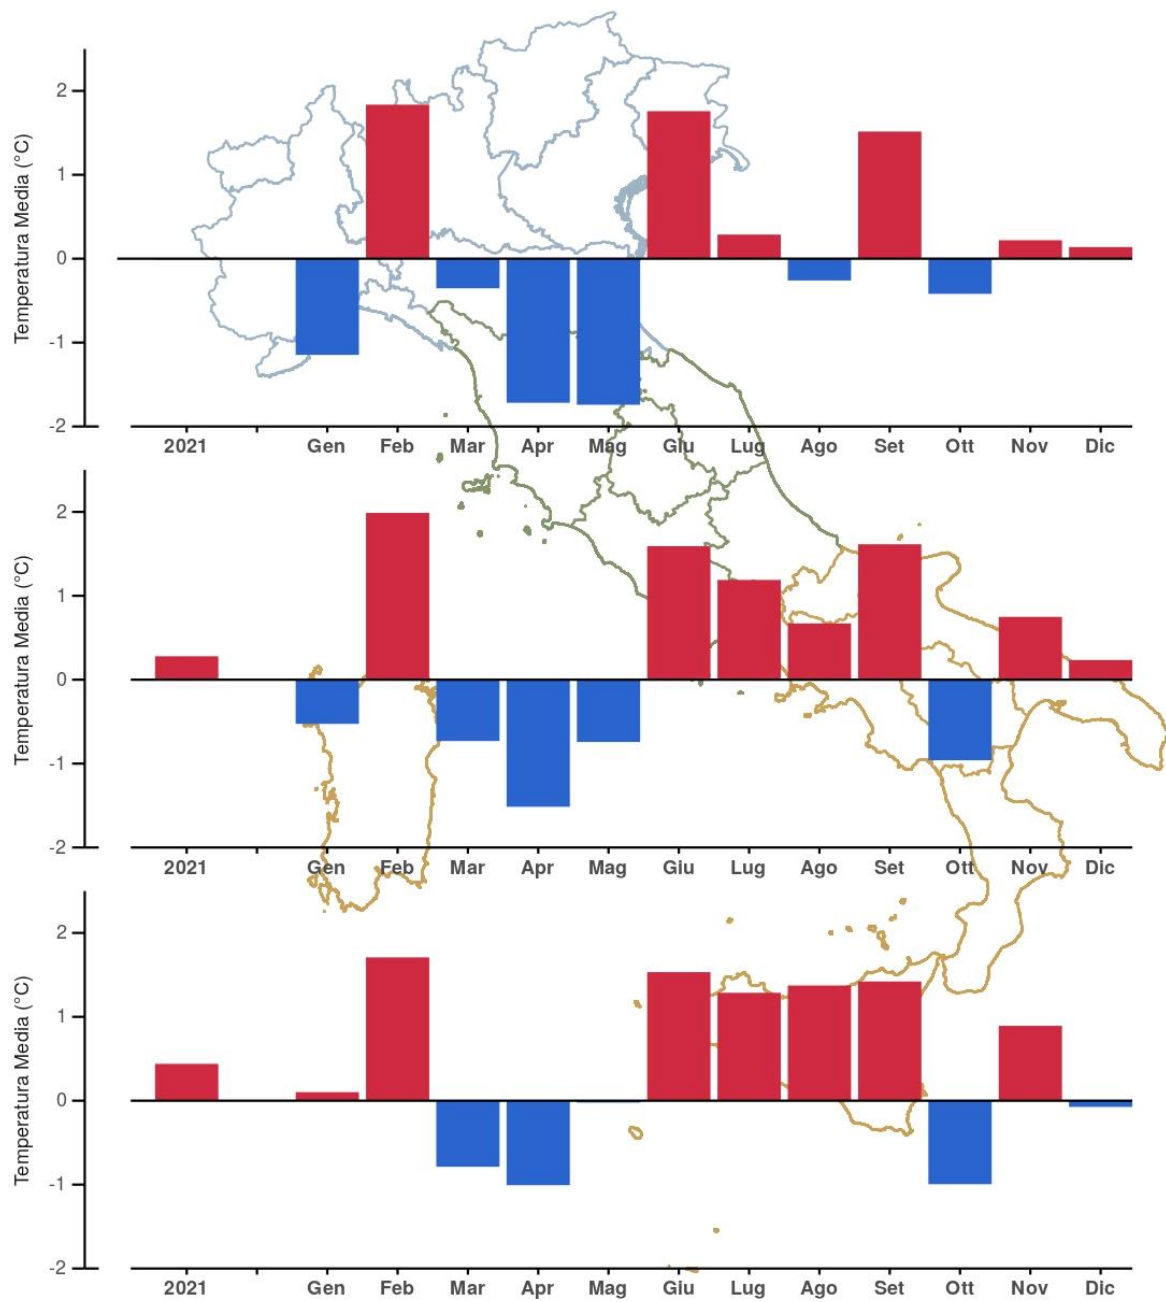 Temperatura Media (°C)
2
1
0
-1
-2
2021 Gen Feb Mar Apr Mag Giu Lug Ago Set Ott Nov Dic
Temperatura Media (°C)
2
1
0
-1
-2
2021 Gen Feb Mar Apr Mag Giu Lug Ago Set Ott Nov Dic
Temperatura Media (°C)
2
1
0
-1
-2
2021 Gen Feb Mar Apr Mag Giu Lug Ago Set Ott Nov Dic